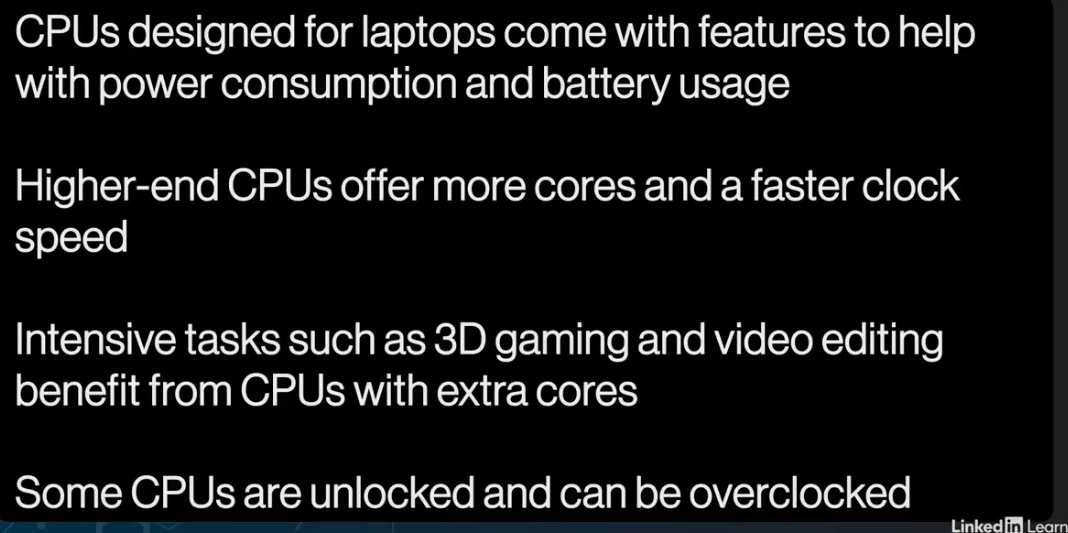 CPUs designed for laptops come with features to help
with power consumption and battery usage
Higher-end CPUs offer more cores and a faster clock
speed
Intensive tasks such as 3D gaming and video editing
benefit from CPUs with extra cores
Some CPUs are unlocked and can be overclocked
Linked in Learn